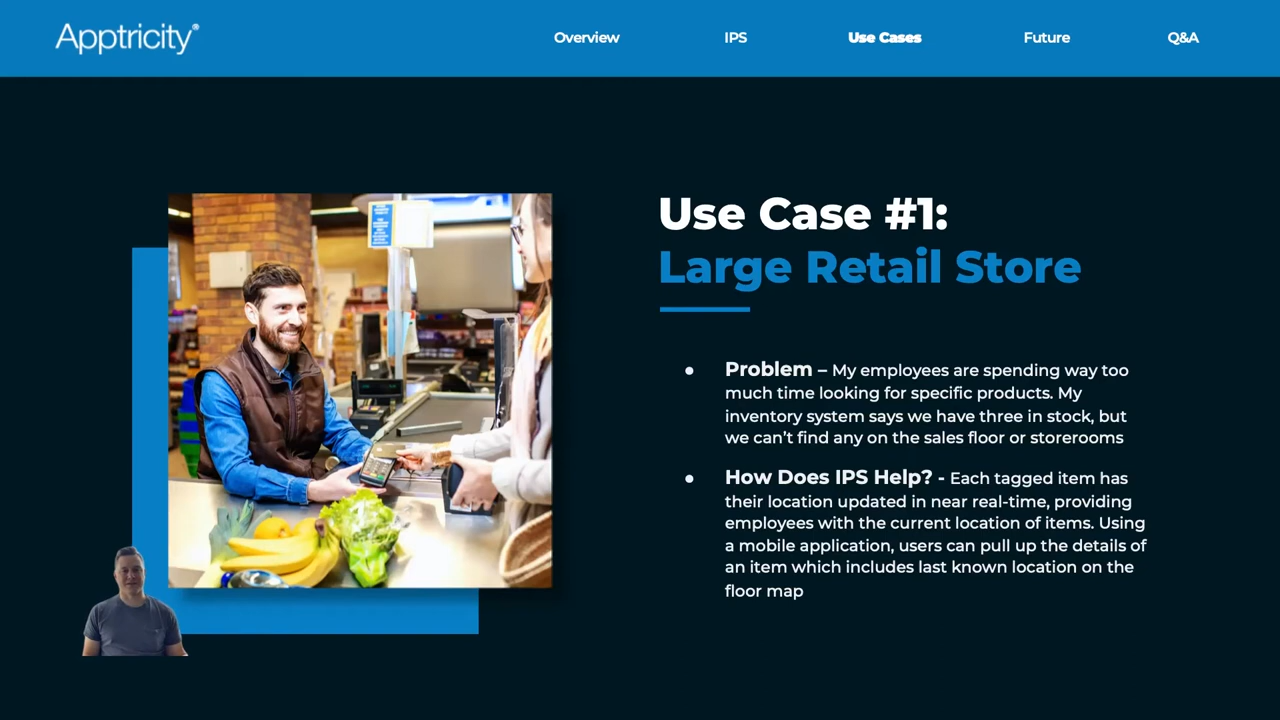 Apptricity®
Overview
IPS
Use Cases
Future
Q&A
Use Case #1:
Large Retail Store
● Problem – My employees are spending way too
much time looking for specific products. My
inventory system says we have three in stock, but
we can’t find any on the sales floor or storerooms
● How Does IPS Help? - Each tagged item has
their location updated in near real-time, providing
employees with the current location of items. Using
a mobile application, users can pull up the details of
an item which includes last known location on the
floor map